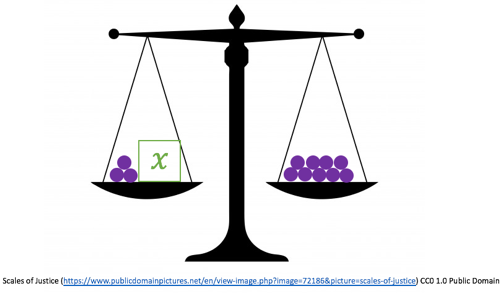 x
Scales of Justice (https://www.publicdomainpictures.net/en/view-image.php?image=72186&picture=scales-of-justice) CC0 1.0 Public Domain